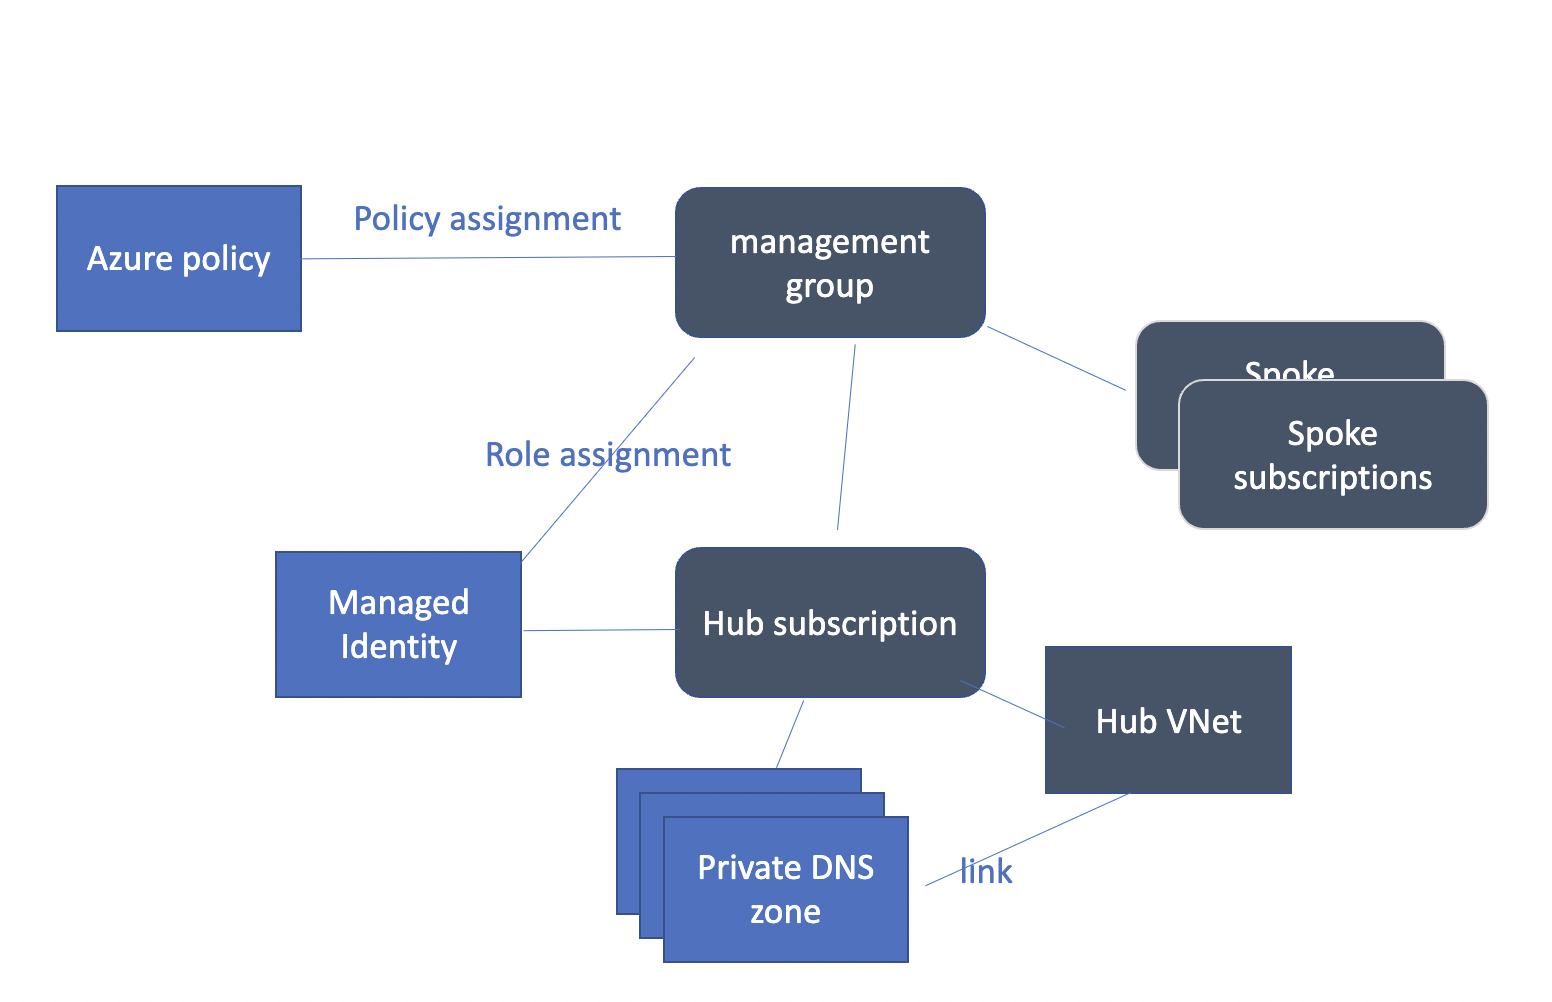 Policy assignment
Azure policy
management
group
Spoke
Spoke
subscriptions
Role assignment
Managed
Identity
Hub subscription
Hub VNet
Private DNS
zone
link